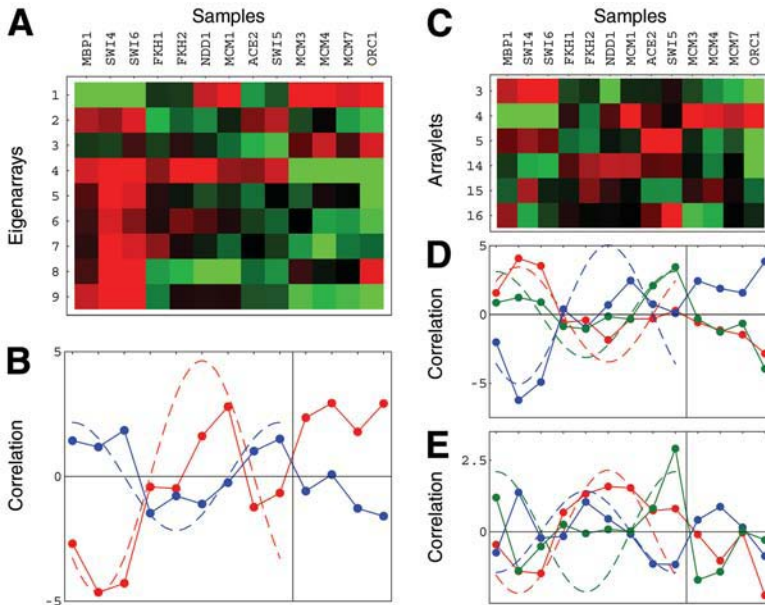 A
Samples
MBP1 SWI4 SWI6 FKH1 FKH2 NDD1 MCM1 ACE2 SWI5 MCM3 MCM4 MCM7 ORC1
Eigenarrays
1
2
3
4
5
6
7
8
9
B
Correlation
5
0
-5
C
Samples
MBP1 SWI4 SWI6 FKH1 FKH2 NDD1 MCM1 ACE2 SWI5 MCM3 MCM4 MCM7 ORC1
Arraylets
3
4
5
14
15
16
D
Correlation
5
0
-5
E
Correlation
2.5
0